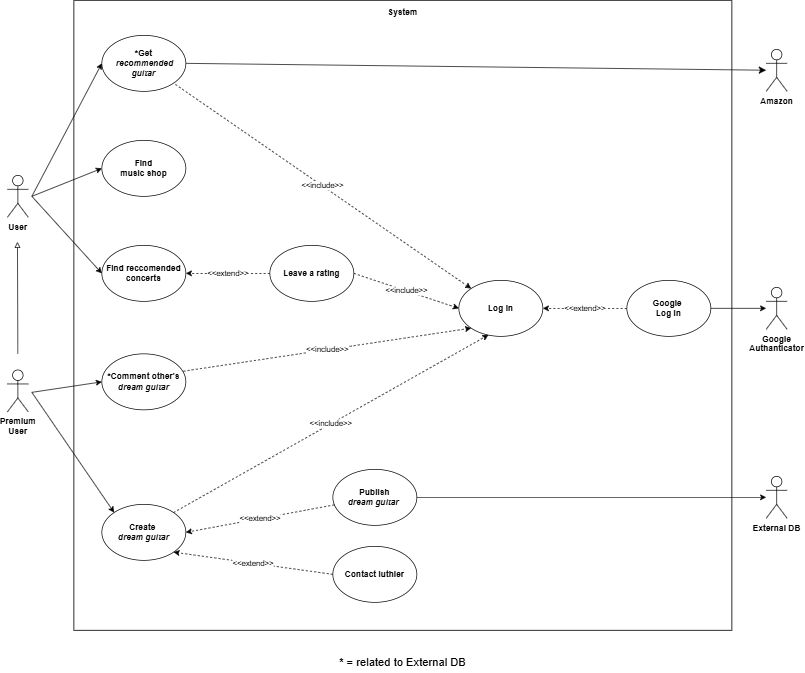 System
*Get
recommended
guitar
Amazon
Find
music shop
<<include>>
User
Find reccomended
concerts
<<extend>>
Leave a rating
<<include>>
Log In
<<extend>>
Google
Log In
Google
Authanticator
<<include>>
*Comment other's
dream guitar
Premium
User
<<include>>
Publish
dream guitar
<<extend>>
Create
dream guitar
External DB
<<extend>>
Contact luthier
* = related to External DB